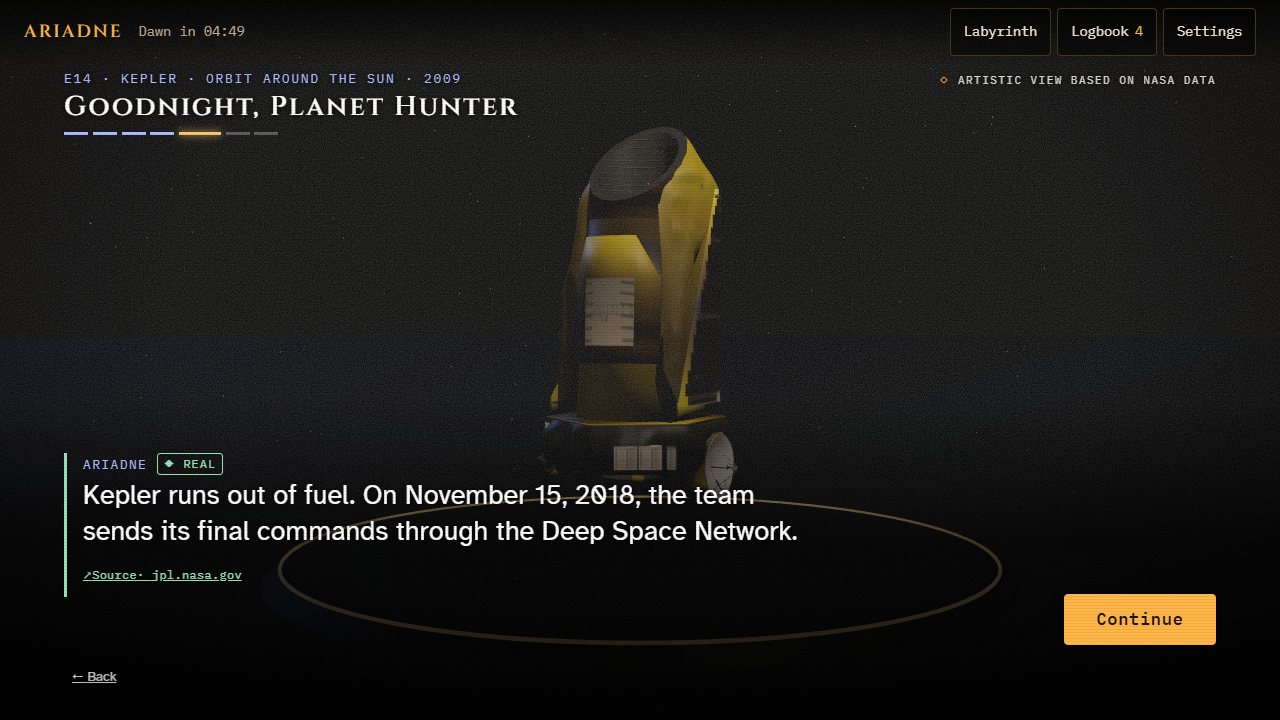 ARIADNE Dawn in 04:49 Labyrinth Logbook 4 Settings
E14 · KEPLER · ORBIT AROUND THE SUN · 2009
Goodnight, Planet Hunter
◇ ARTISTIC VIEW BASED ON NASA DATA
ARIADNE ◆ REAL
Kepler runs out of fuel. On November 15, 2018, the team
sends its final commands through the Deep Space Network.
↗Source· jpl.nasa.gov
Continue
← Back